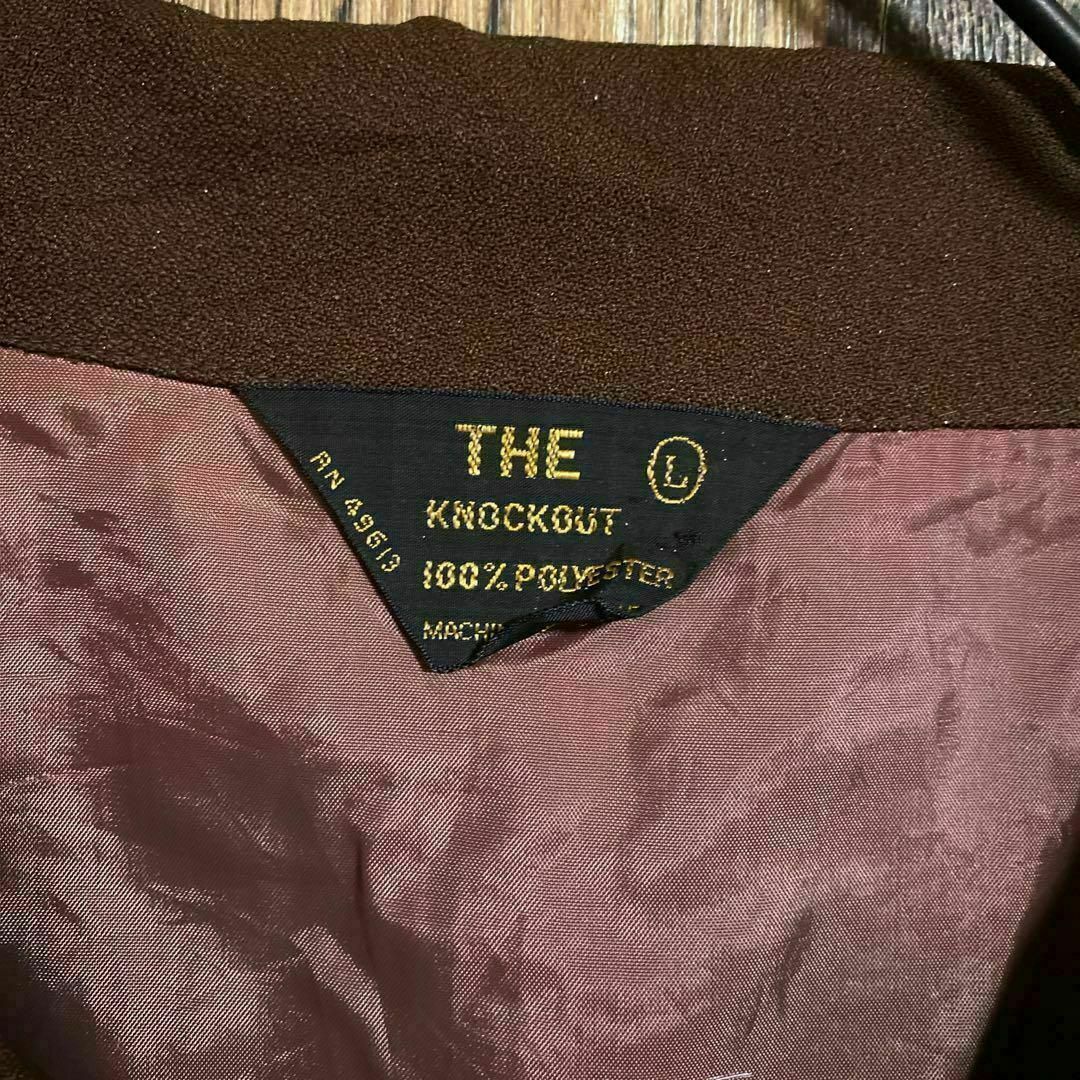 THE
L
KNOCKOUT
100% POLYESTER
RN 49613